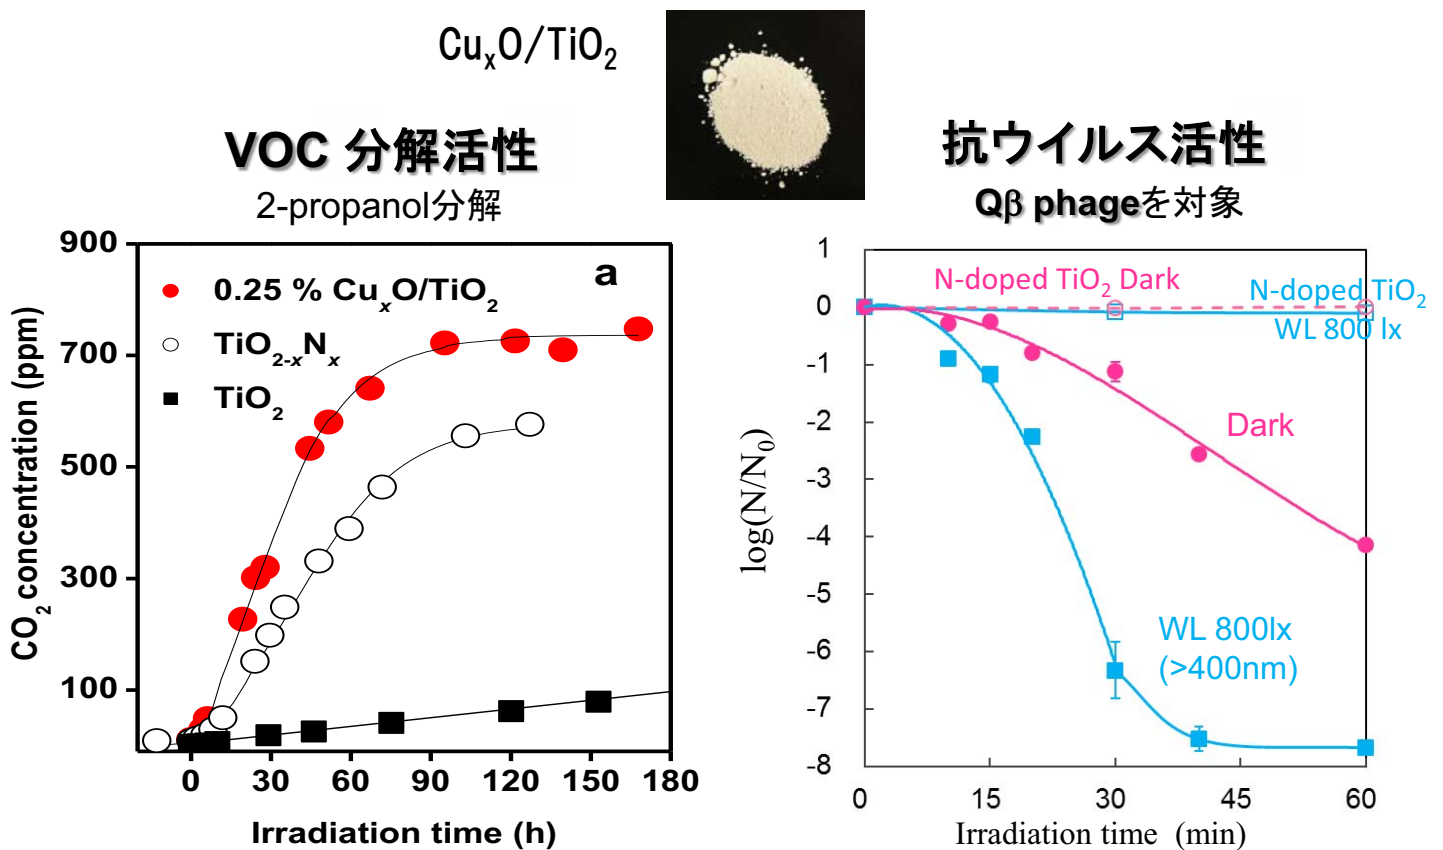 CuxO/TiO2
VOC 分解活性
2-propanol分解
a
900
700
500
300
100
CO2 concentration (ppm)
0.25 % CuxO/TiO2
TiO2-xNx
TiO2
0 30 60 90 120 150 180
Irradiation time (h)
抗ウイルス活性
Qβ phageを対象
1
0
-1
-2
-3
-4
-5
-6
-7
-8
log(N/N0)
N-doped TiO2 Dark
N-doped TiO2
WL 800 lx
Dark
WL 800lx
(>400nm)
0 15 30 45 60
Irradiation time (min)